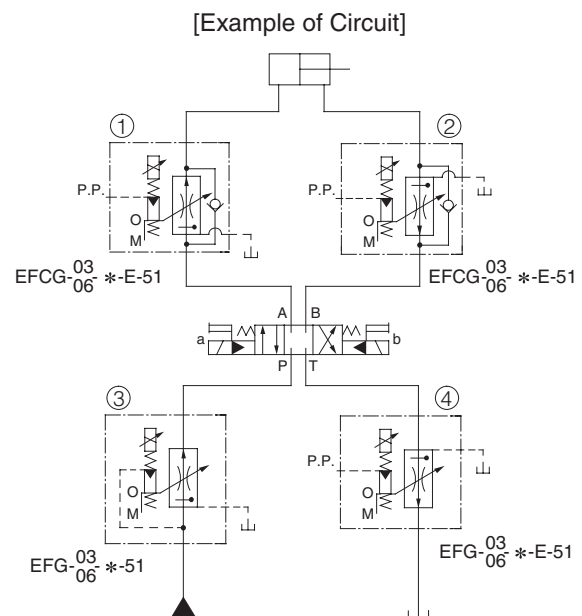 [Example of Circuit]
① ②
P.P. P.P.
O O
M M
EFCG-03/06-*-E-51 EFCG-03/06-*-E-51
A B
a b
P T
③ ④
P.P.
O O
M M
EFG-03/06-*-51 EFG-03/06-*-E-51